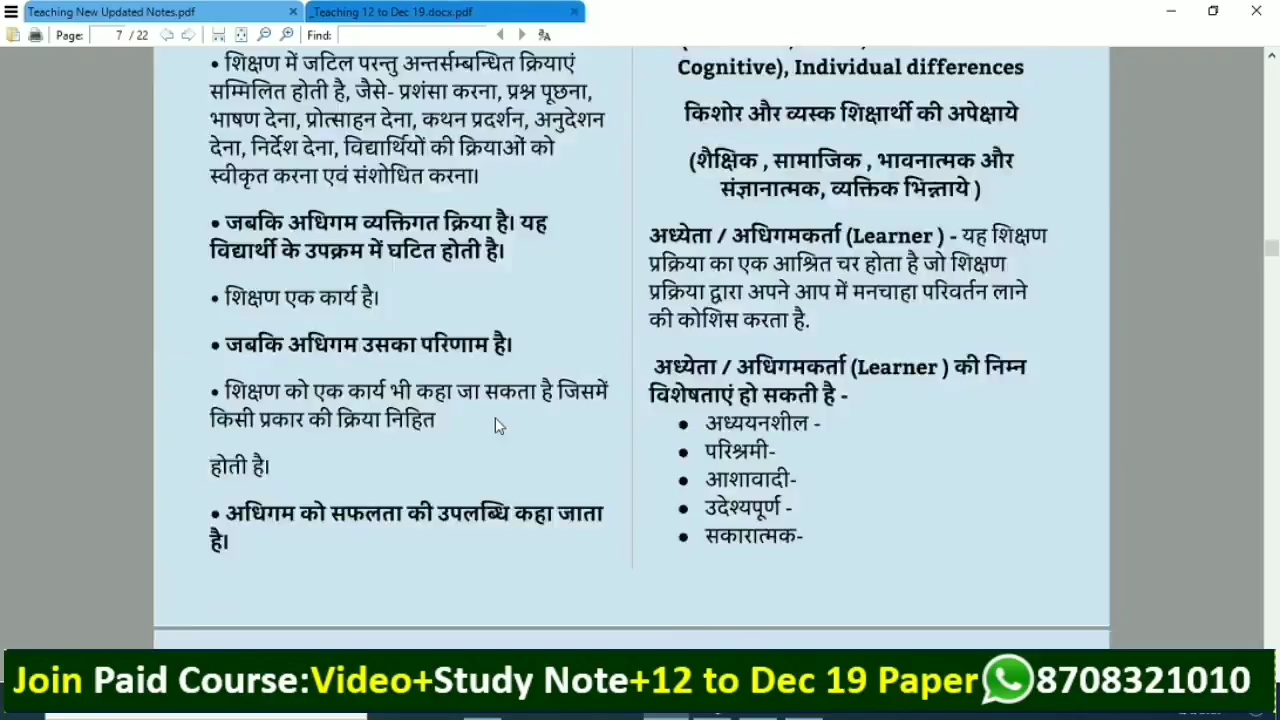 Teaching New Updated Notes.pdf
_Teaching 12 to Dec 19.docx.pdf
Page: 7 / 22 Find:
• शिक्षण में जटिल परन्तु अन्तर्सम्बन्धित क्रियाएं
सम्मिलित होती है, जैसे- प्रशंसा करना, प्रश्न पूछना,
भाषण देना, प्रोत्साहन देना, कथन प्रदर्शन, अनुदेशन
देना, निर्देश देना, विद्यार्थियों की क्रियाओं को
स्वीकृत करना एवं संशोधित करना।
• जबकि अधिगम व्यक्तिगत क्रिया है। यह
विद्यार्थी के उपक्रम में घटित होती है।
• शिक्षण एक कार्य है।
• जबकि अधिगम उसका परिणाम है।
• शिक्षण को एक कार्य भी कहा जा सकता है जिसमें
किसी प्रकार की क्रिया निहित
होती है।
• अधिगम को सफलता की उपलब्धि कहा जाता
है।
Cognitive), Individual differences
किशोर और व्यस्क शिक्षार्थी की अपेक्षाये
(शैक्षिक , सामाजिक , भावनात्मक और
संज्ञानात्मक, व्यक्तिक भिन्नताये )
अध्येता / अधिगमकर्ता (Learner ) - यह शिक्षण
प्रक्रिया का एक आश्रित चर होता है जो शिक्षण
प्रक्रिया द्वारा अपने आप में मनचाहा परिवर्तन लाने
की कोशिस करता है.
अध्येता / अधिगमकर्ता (Learner ) की निम्न
विशेषताएं हो सकती है -
● अध्ययनशील -
● परिश्रमी-
● आशावादी-
● उदेश्यपूर्ण -
● सकारात्मक-
Join Paid Course:Video+Study Note+12 to Dec 19 Paper 8708321010